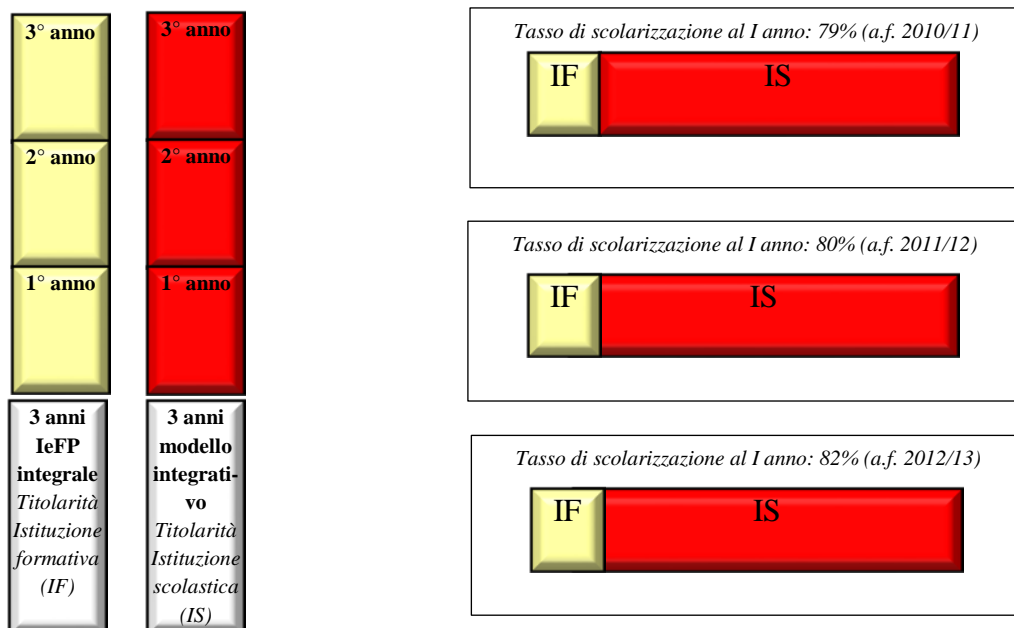 3° anno
2° anno
1° anno
3 anni
IeFP
integrale
Titolarità
Istituzione
formativa
(IF)
3° anno
2° anno
1° anno
3 anni
modello
integrati-
vo
Titolarità
Istituzione
scolastica
(IS)
Tasso di scolarizzazione al I anno: 79% (a.f. 2010/11)
IF IS
Tasso di scolarizzazione al I anno: 80% (a.f. 2011/12)
IF IS
Tasso di scolarizzazione al I anno: 82% (a.f. 2012/13)
IF IS